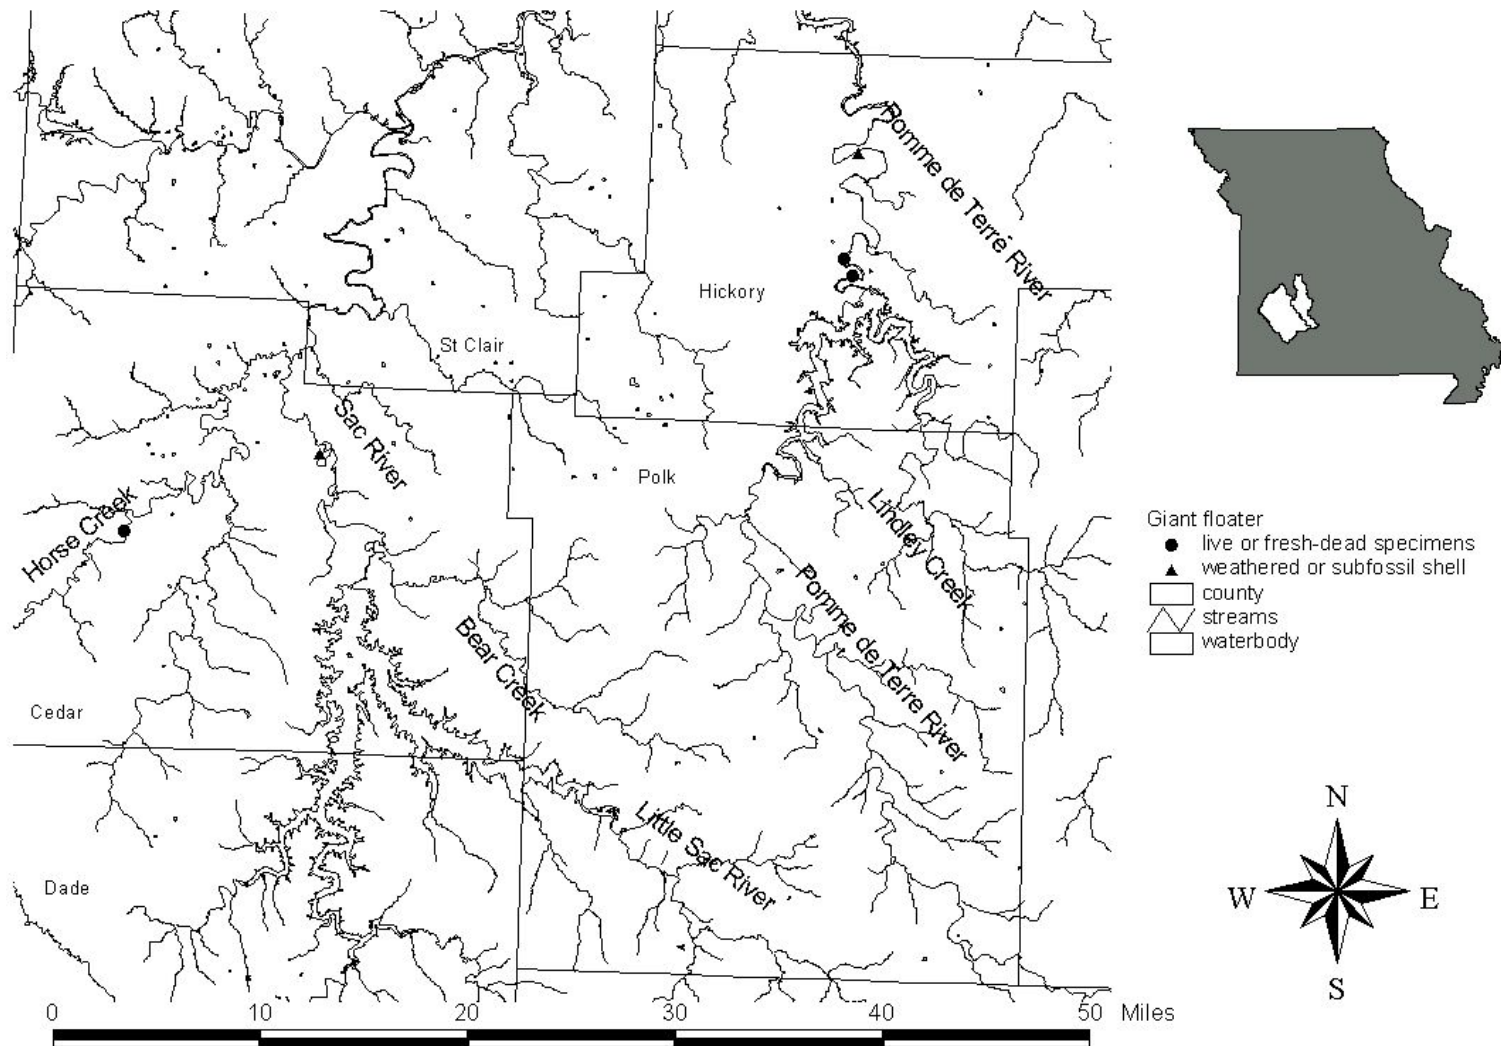 Pomme de Terre River
Hickory
St Clair
Sac River
Polk
Horse Creek
Lindley Creek
Pomme de Terre River
Bear Creek
Cedar
Little Sac River
Dade
Giant floater
live or fresh-dead specimens
weathered or subfossil shell
county
streams
waterbody
N
W E
S
0 10 20 30 40 50 Miles